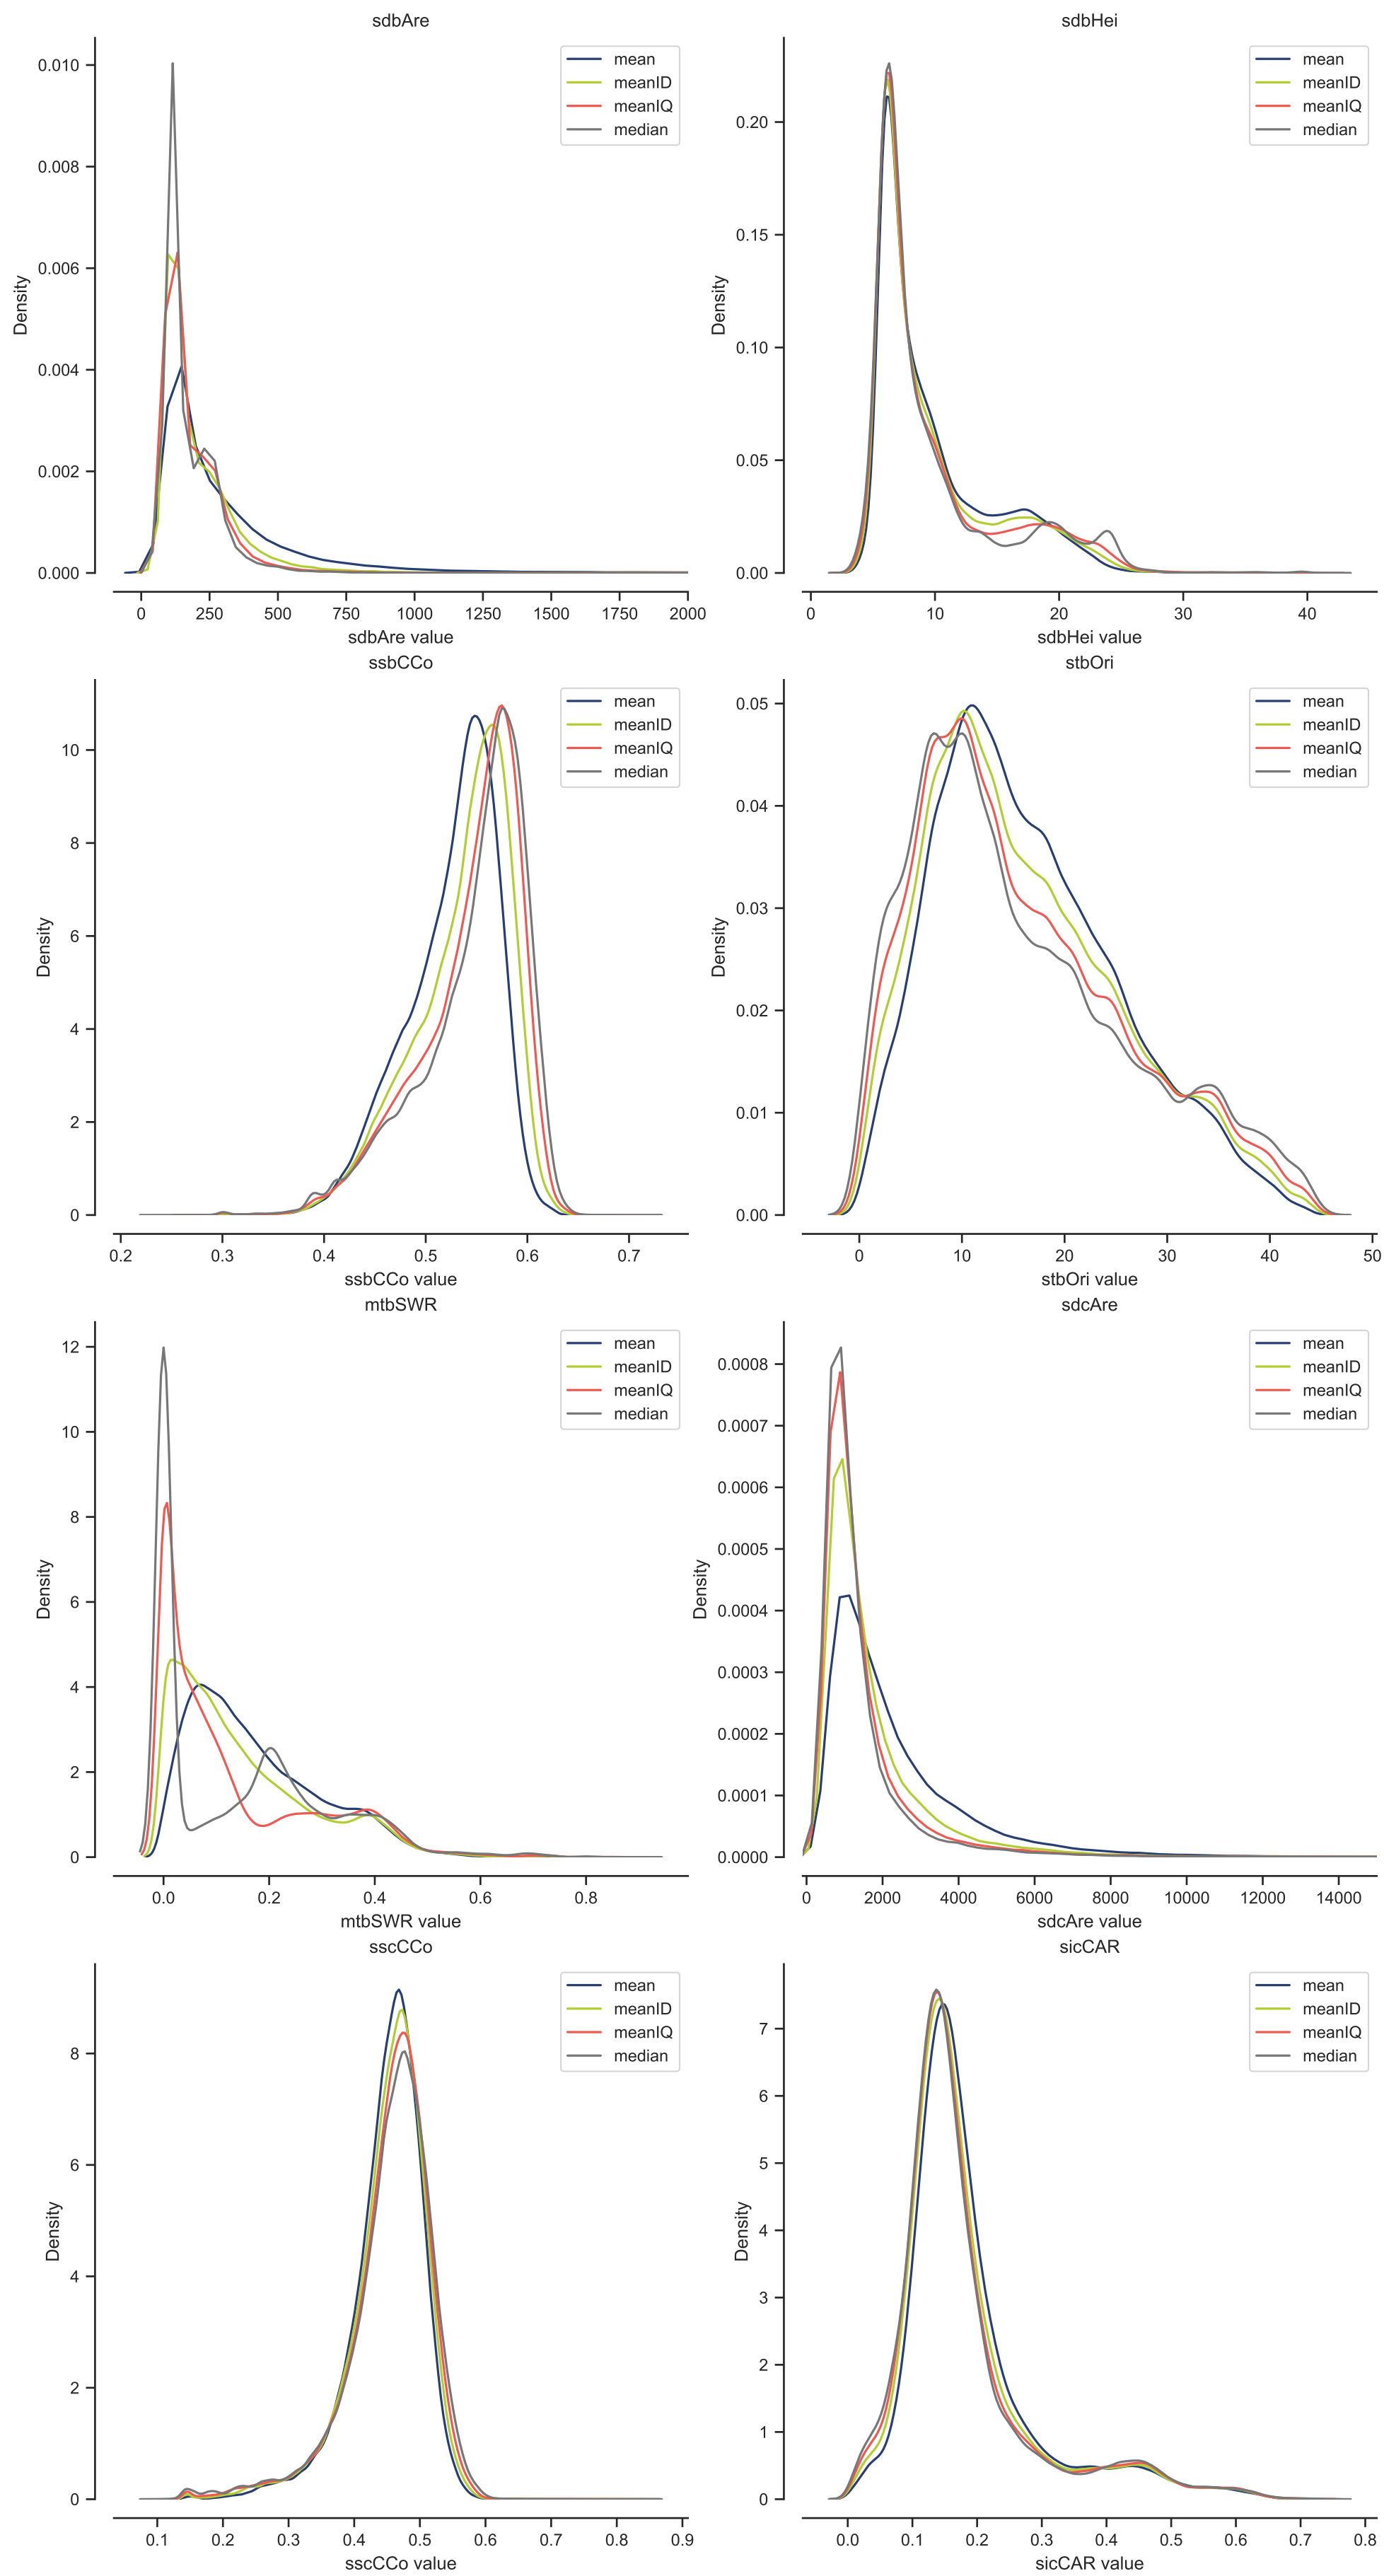 sdbAre
mean
meanID
meanIQ
median
Density
0.010
0.008
0.006
0.004
0.002
0.000
0 250 500 750 1000 1250 1500 1750 2000
sdbAre value
sdbHei
mean
meanID
meanIQ
median
Density
0.20
0.15
0.10
0.05
0.00
0 10 20 30 40
sdbHei value
ssbCCo
mean
meanID
meanIQ
median
Density
10
8
6
4
2
0
0.2 0.3 0.4 0.5 0.6 0.7
ssbCCo value
stbOri
mean
meanID
meanIQ
median
Density
0.05
0.04
0.03
0.02
0.01
0.00
0 10 20 30 40 50
stbOri value
mtbSWR
mean
meanID
meanIQ
median
Density
12
10
8
6
4
2
0
0.0 0.2 0.4 0.6 0.8
mtbSWR value
sdcAre
mean
meanID
meanIQ
median
Density
0.0008
0.0007
0.0006
0.0005
0.0004
0.0003
0.0002
0.0001
0.0000
0 2000 4000 6000 8000 10000 12000 14000
sdcAre value
sscCCo
mean
meanID
meanIQ
median
Density
8
6
4
2
0
0.1 0.2 0.3 0.4 0.5 0.6 0.7 0.8 0.9
sscCCo value
sicCAR
mean
meanID
meanIQ
median
Density
7
6
5
4
3
2
1
0
0.0 0.1 0.2 0.3 0.4 0.5 0.6 0.7 0.8
sicCAR value